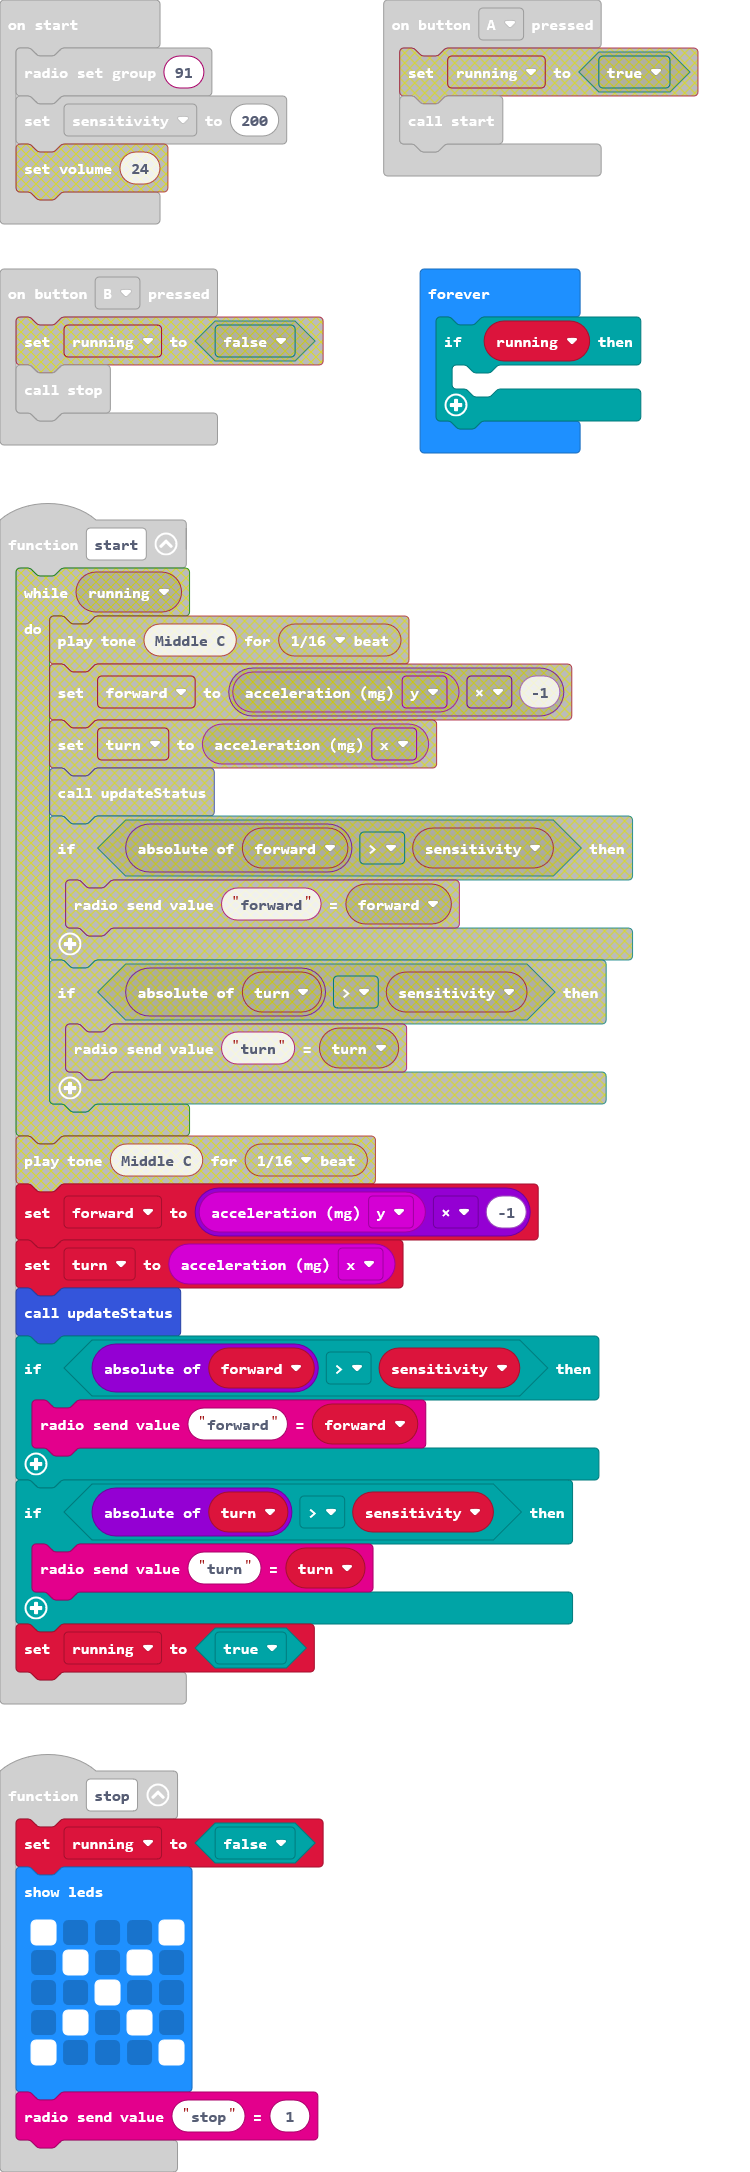 on start
radio set group 91
set sensitivity to 200
set volume 24
on button A pressed
set running to true
call start
on button B pressed
set running to false
call stop
forever
if running then
function start
while running
do
play tone Middle C for 1/16 beat
set forward to acceleration (mg) y × -1
set turn to acceleration (mg) x
call updateStatus
if absolute of forward > sensitivity then
radio send value "forward" = forward
if absolute of turn > sensitivity then
radio send value "turn" = turn
play tone Middle C for 1/16 beat
set forward to acceleration (mg) y × -1
set turn to acceleration (mg) x
call updateStatus
if absolute of forward > sensitivity then
radio send value "forward" = forward
if absolute of turn > sensitivity then
radio send value "turn" = turn
set running to true
function stop
set running to false
show leds
radio send value "stop" = 1